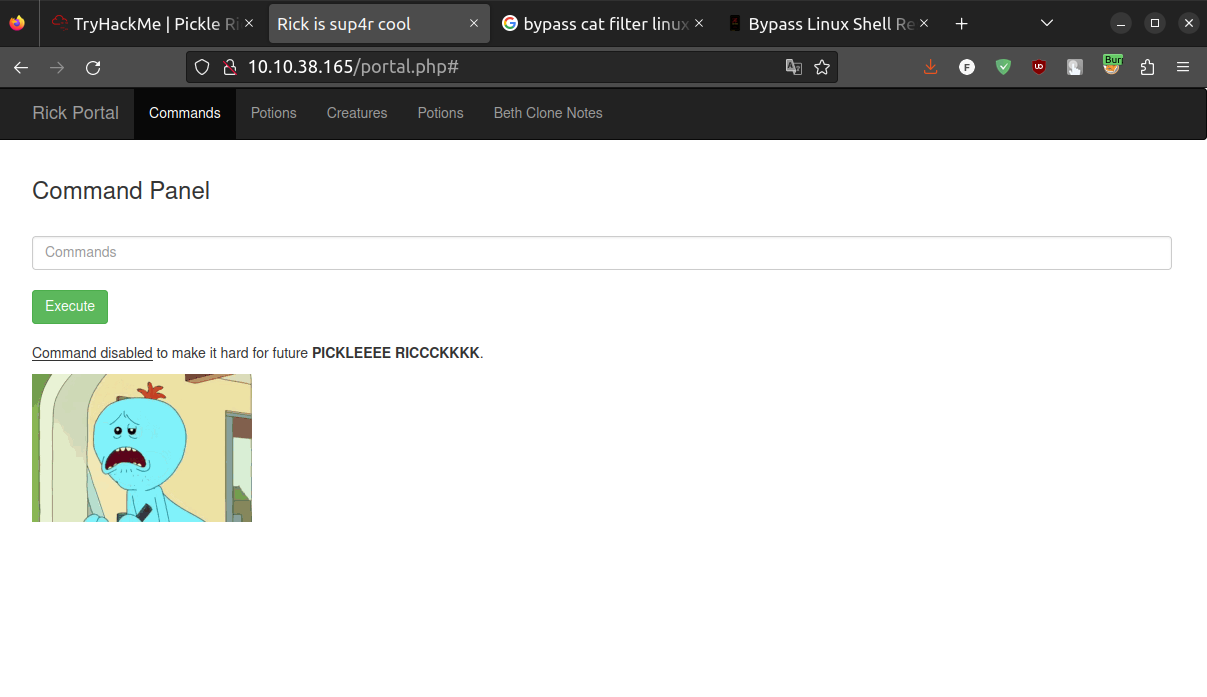 TryHackMe | Pickle Ri
Rick is sup4r cool
bypass cat filter linux
Bypass Linux Shell Re
10.10.38.165/portal.php#
F
UD
Bur
Rick Portal
Commands
Potions
Creatures
Potions
Beth Clone Notes
Command Panel
Commands
Execute
Command disabled to make it hard for future PICKLEEEE RICCCKKKK.